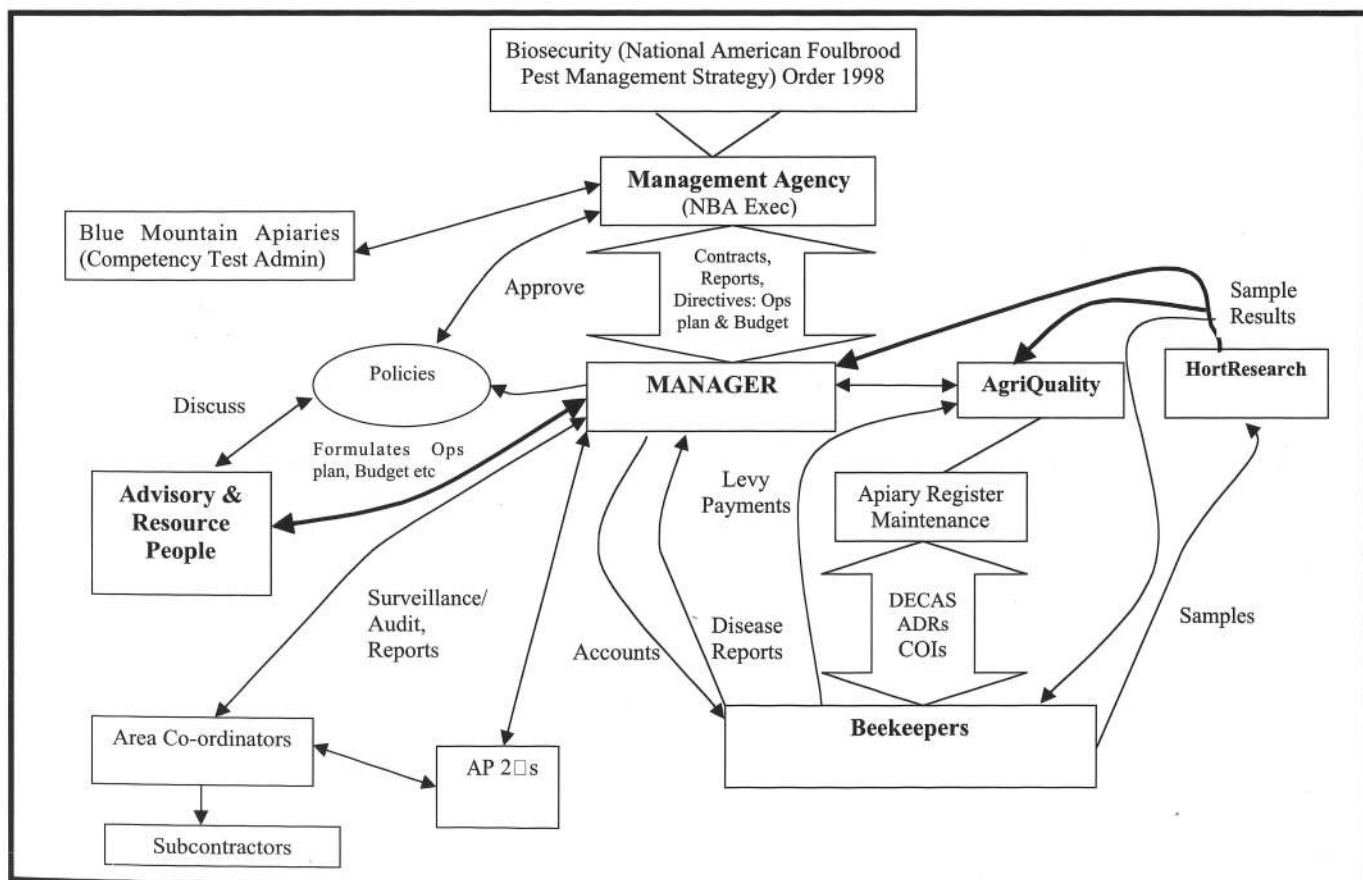 Biosecurity (National American Foulbrood
Pest Management Strategy) Order 1998
Management Agency
(NBA Exec)
Blue Mountain Apiaries
(Competency Test Admin)
Approve
Contracts,
Reports,
Directives: Ops
plan & Budget
Sample
Results
Policies
MANAGER
AgriQuality
HortResearch
Discuss
Formulates Ops
plan, Budget etc
Advisory &
Resource
People
Levy
Payments
Apiary Register
Maintenance
Surveillance/
Audit,
Reports
Accounts
Disease
Reports
DECAS
ADRs
COIs
Samples
Area Co-ordinators
AP 2□s
Beekeepers
Subcontractors